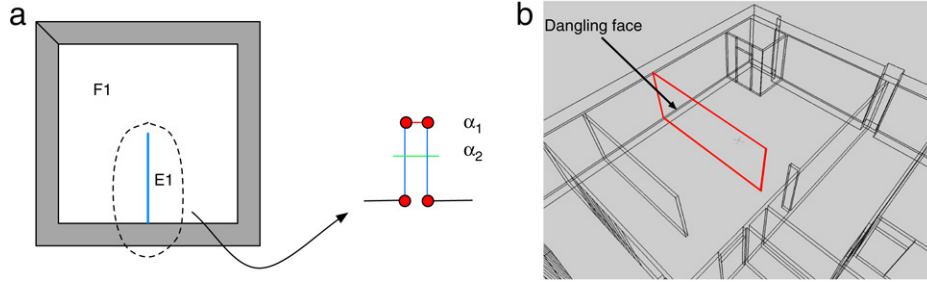 a
F1
E1
α1
α2
b
Dangling face